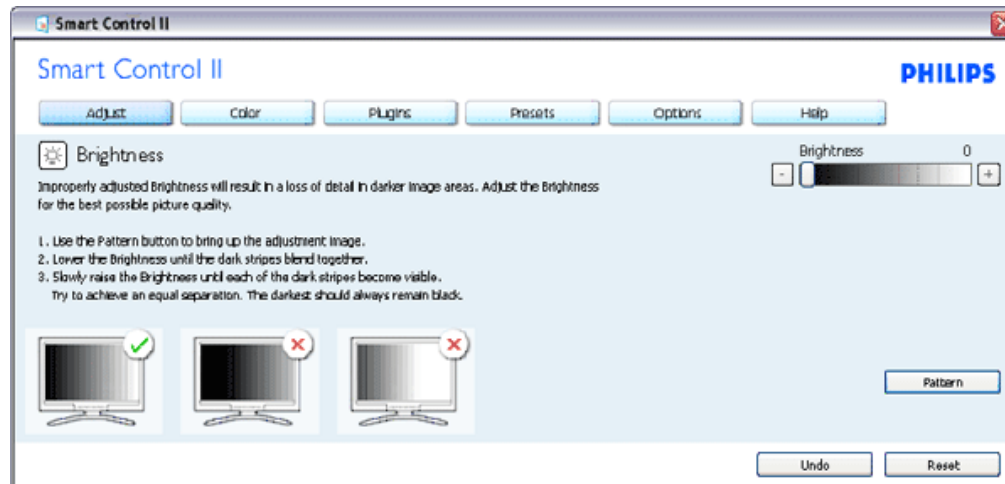 Smart Control II
Smart Control II
PHILIPS
Adjust Color Plugins Presets Options Help
Brightness
Brightness 0
Improperly adjusted Brightness will result in a loss of detail in darker image areas. Adjust the Brightness
for the best possible picture quality.
1. Use the Pattern button to bring up the adjustment image.
2. Lower the Brightness until the dark stripes blend together.
3. Slowly raise the Brightness until each of the dark stripes become visible.
Try to achieve an equal separation. The darkest should always remain black.
Pattern
Undo Reset